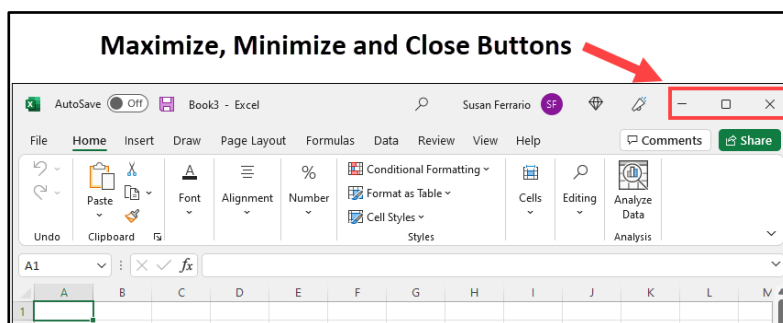 Maximize, Minimize and Close Buttons
AutoSave Off Book3 - Excel Susan Ferrario SF
File Home Insert Draw Page Layout Formulas Data Review View Help Comments Share
Paste Font Alignment Number Conditional Formatting Format as Table Cell Styles Cells Editing Analyze Data
Undo Clipboard Styles Analysis
A1 fx
A B C D E F G H I J K L M
1